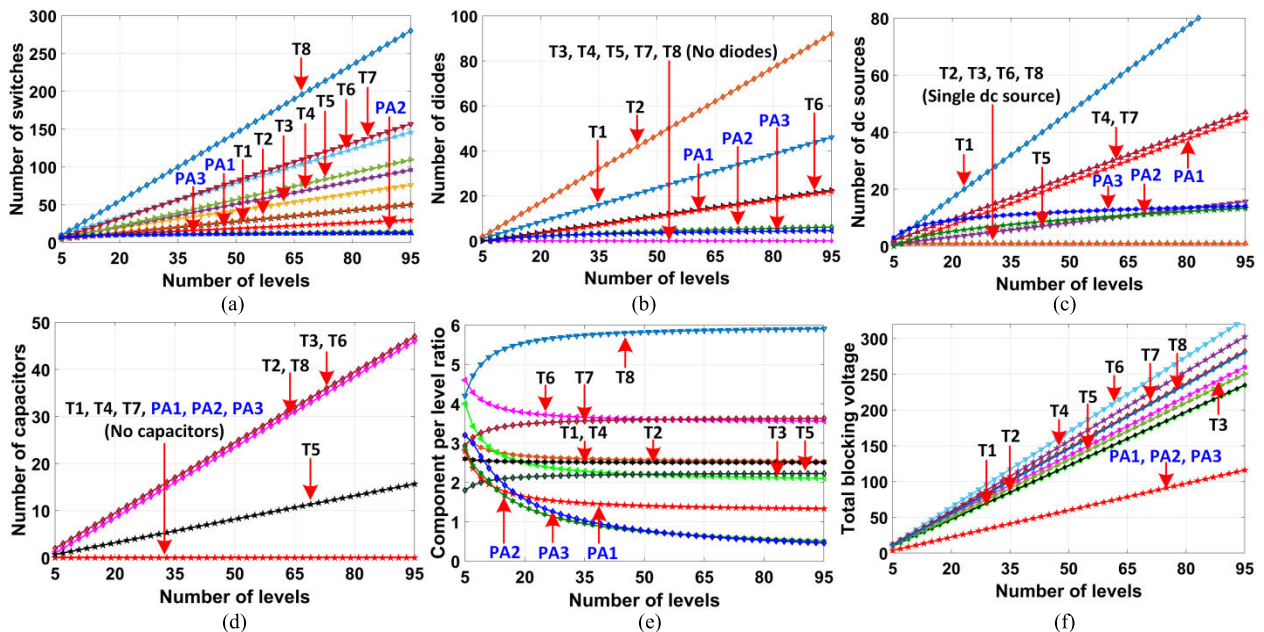 300
250
200
150
100
50
0
5
20
35
50
65
80
95
Number of switches
Number of levels
T8
T7
T6
T5
T4
T3
T2
T1
PA2
PA1
PA3
(a)
100
80
60
40
20
0
5
20
35
50
65
80
95
Number of diodes
Number of levels
T3, T4, T5, T7, T8 (No diodes)
T2
T1
T6
PA3
PA2
PA1
(b)
80
60
40
20
0
5
20
35
50
65
80
95
Number of dc sources
Number of levels
T2, T3, T6, T8
(Single dc source)
T1
T4, T7
T5
PA3
PA2
PA1
(c)
50
40
30
20
10
0
5
15
35
50
65
80
95
Number of capacitors
Number of levels
T3, T6
T2, T8
T1, T4, T7, PA1, PA2, PA3
(No capacitors)
T5
(d)
6
5
4
3
2
1
0
5
20
35
50
65
80
95
Component per level ratio
Number of levels
T8
T6
T7
T1, T4
T2
T3
T5
PA2
PA3
PA1
(e)
300
250
200
150
100
50
0
5
20
35
50
65
80
95
Total blocking voltage
Number of levels
T6
T7
T8
T4
T5
T2
T1
T3
PA1, PA2, PA3
(f)